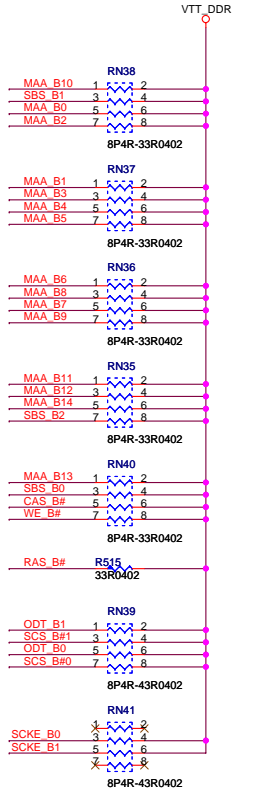 VTT_DDR
RN38
MAA_B10 1 2
SBS_B1 3 4
MAA_B0 5 6
MAA_B2 7 8
8P4R-33R0402
RN37
MAA_B1 1 2
MAA_B3 3 4
MAA_B4 5 6
MAA_B5 7 8
8P4R-33R0402
RN36
MAA_B6 1 2
MAA_B8 3 4
MAA_B7 5 6
MAA_B9 7 8
8P4R-33R0402
RN35
MAA_B11 1 2
MAA_B12 3 4
MAA_B14 5 6
SBS_B2 7 8
8P4R-33R0402
RN40
MAA_B13 1 2
SBS_B0 3 4
CAS_B# 5 6
WE_B# 7 8
8P4R-33R0402
RAS_B# R515
33R0402
RN39
ODT_B1 1 2
SCS_B#1 3 4
ODT_B0 5 6
SCS_B#0 7 8
8P4R-43R0402
RN41
1 2
SCKE_B0 3 4
SCKE_B1 5 6
7 8
8P4R-43R0402